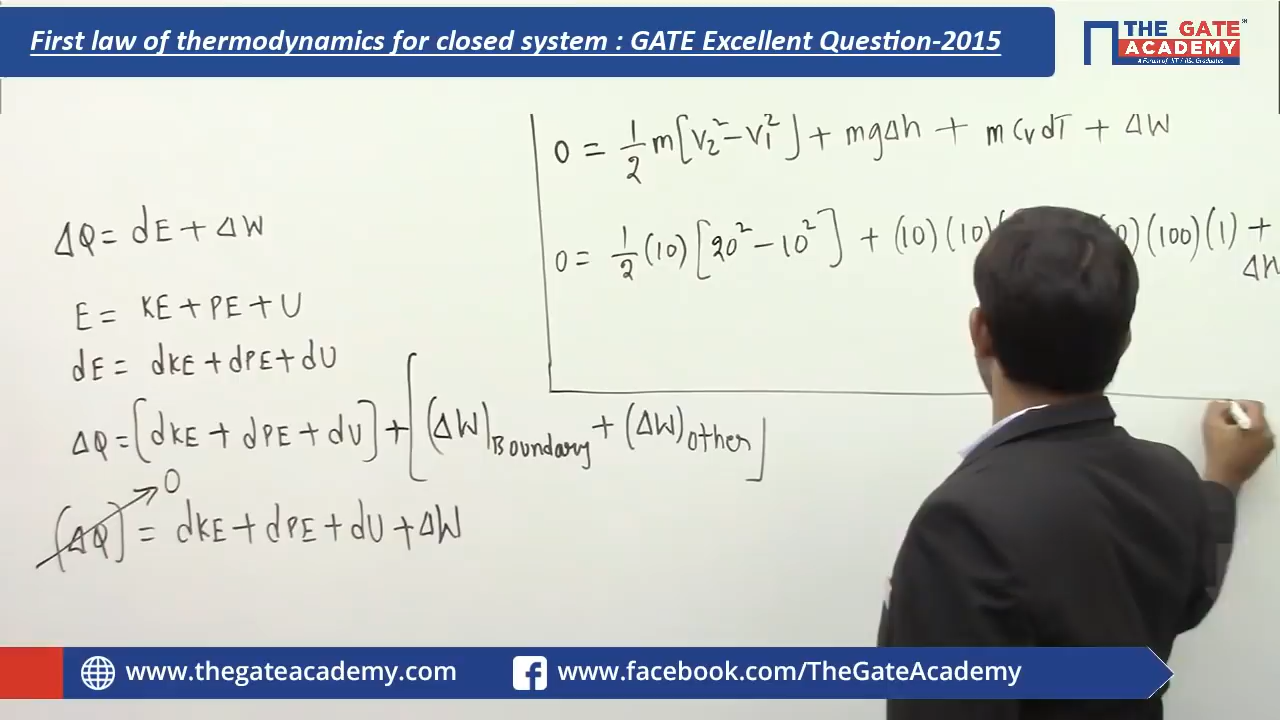 First law of thermodynamics for closed system : GATE Excellent Question-2015
THE GATE
ACADEMY
ΔQ = dE + ΔW
E = KE + PE + U
dE = dKE + dPE + dU
ΔQ = [dKE + dPE + dU] + [(ΔW)Boundary + (ΔW)Other]
[ΔQ] → 0 = dKE + dPE + dU + ΔW
0 = 1/2 m[V₂² − V₁²] + mgΔh + mCvdT + ΔW
0 = 1/2 (10) [20² − 10²] + (10) (10) ) (100) (1) +
www.thegateacademy.com
www.facebook.com/TheGateAcademy